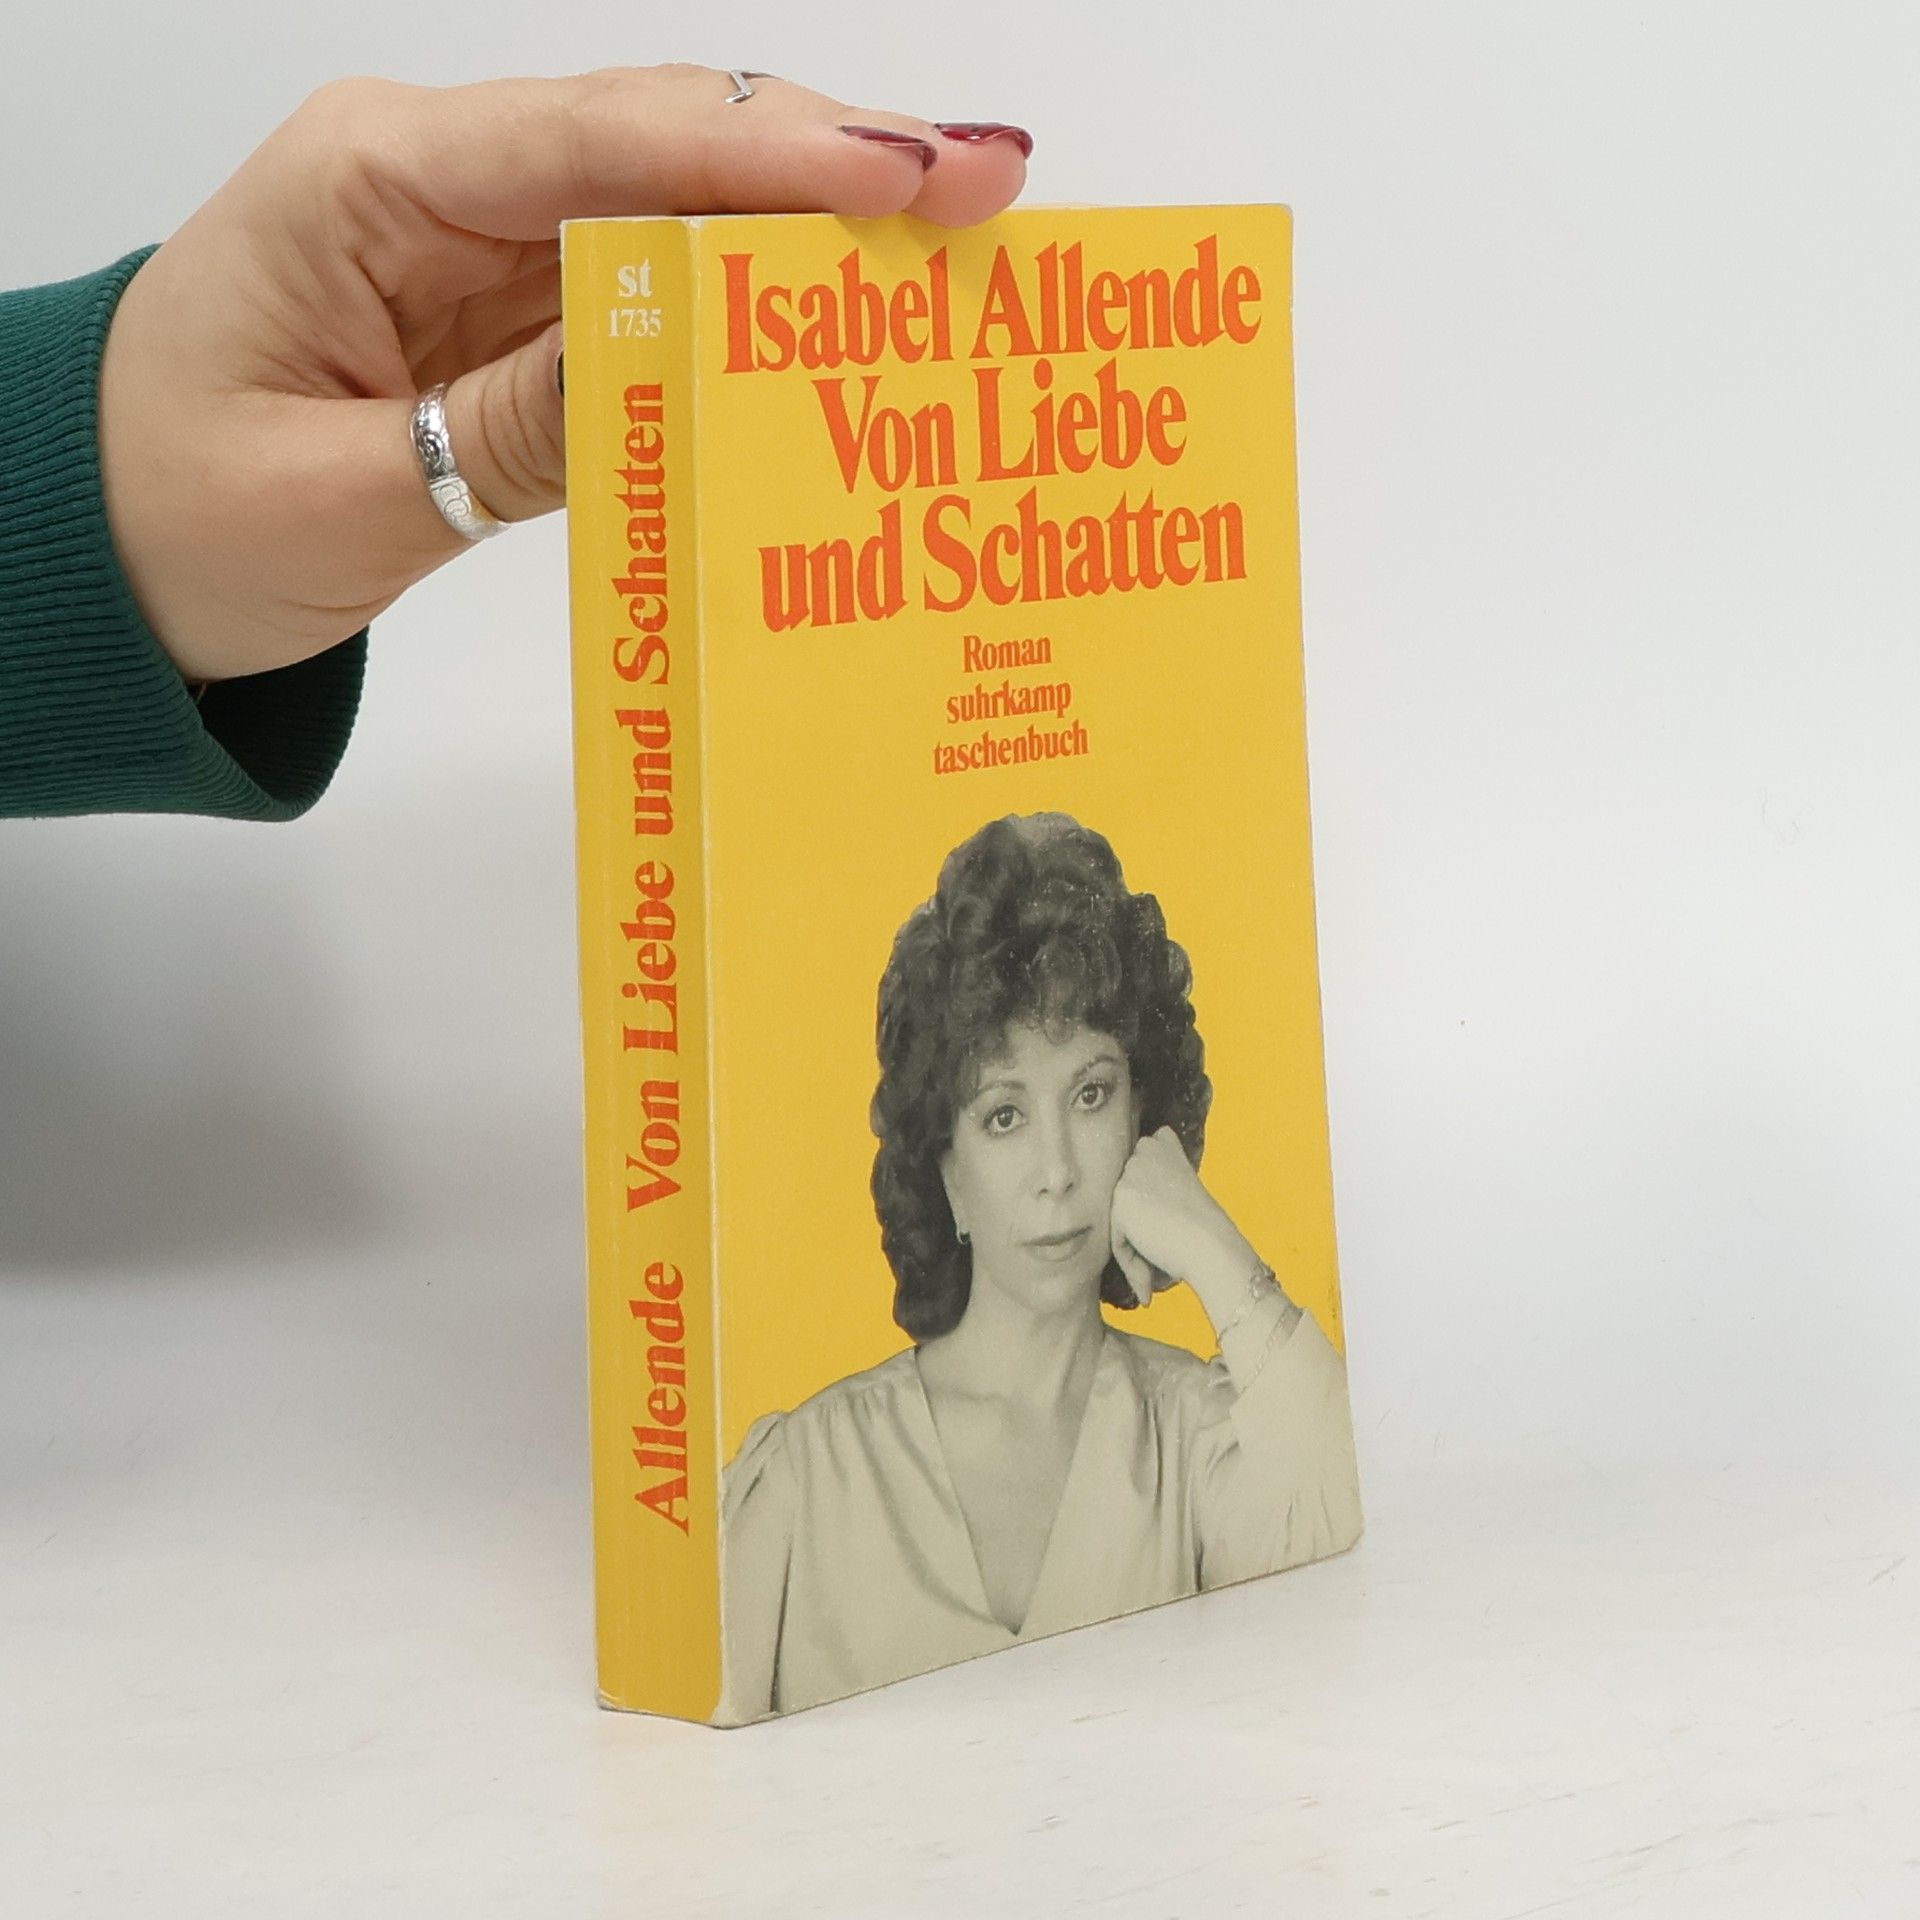 st
1735
Allende Von Liebe und Schatten
Isabel Allende
Von Liebe
und Schatten
Roman
suhrkamp
taschenbuch